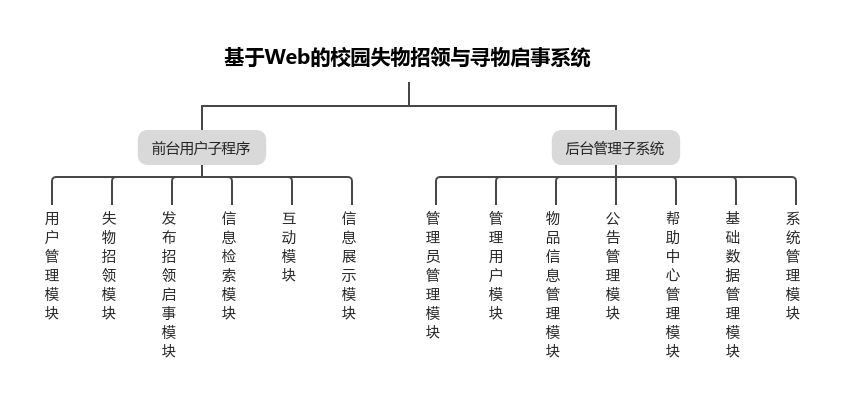 基于Web的校园失物招领与寻物启事系统
前台用户子程序
后台管理子系统
用户管理模块
失物招领模块
发布招领启事模块
信息检索模块
互动模块
信息展示模块
管理员管理模块
管理用户模块
物品信息管理模块
公告管理模块
帮助中心管理模块
基础数据管理模块
系统管理模块